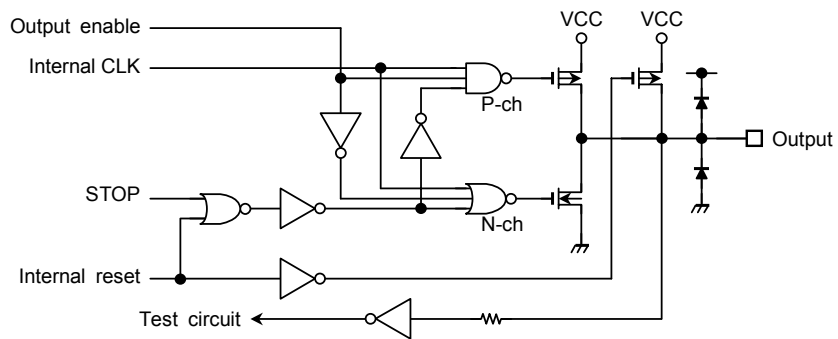 VCC VCC
Output enable
Internal CLK
P-ch
Output
STOP
N-ch
Internal reset
Test circuit